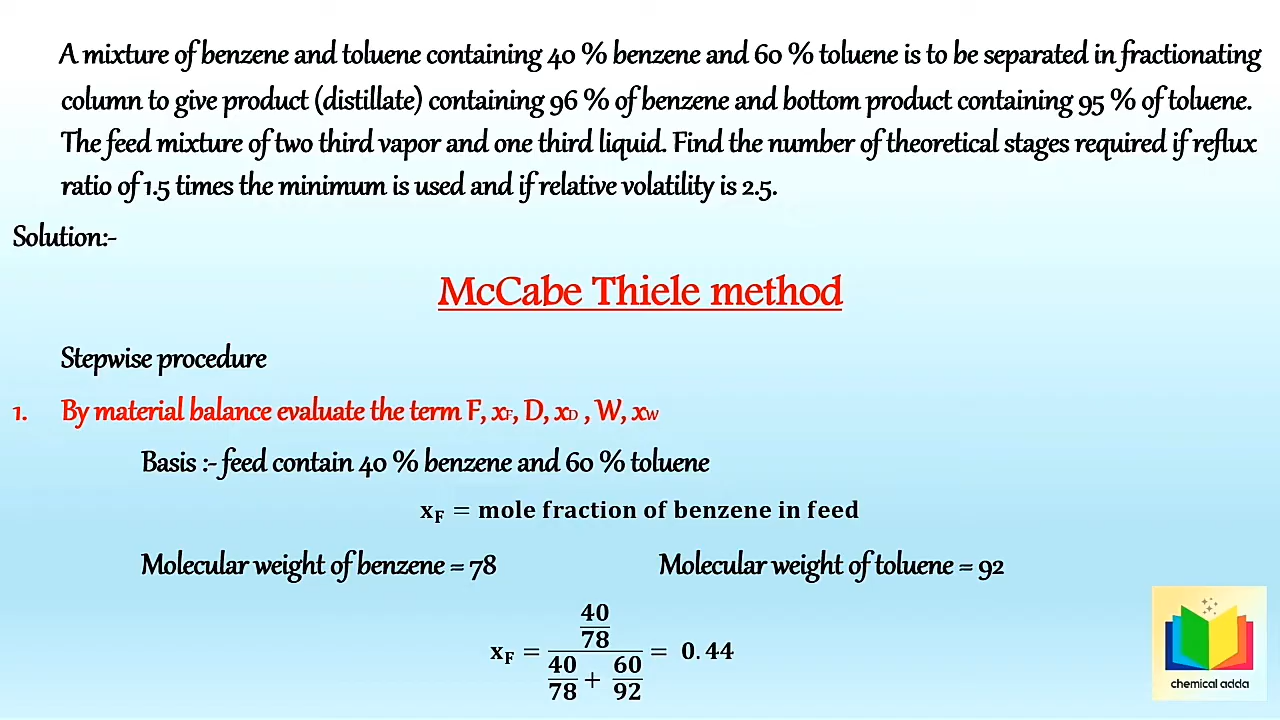 A mixture of benzene and toluene containing 40 % benzene and 60 % toluene is to be separated in fractionating
column to give product (distillate) containing 96 % of benzene and bottom product containing 95 % of toluene.
The feed mixture of two third vapor and one third liquid. Find the number of theoretical stages required if reflux
ratio of 1.5 times the minimum is used and if relative volatility is 2.5.
Solution:-
McCabe Thiele method
Stepwise procedure
1. By material balance evaluate the term F, xF, D, xD , W, xW
Basis :- feed contain 40 % benzene and 60 % toluene
xF = mole fraction of benzene in feed
Molecular weight of benzene = 78 Molecular weight of toluene = 92
xF = (40/78) / (40/78 + 60/92) = 0.44
chemical adda